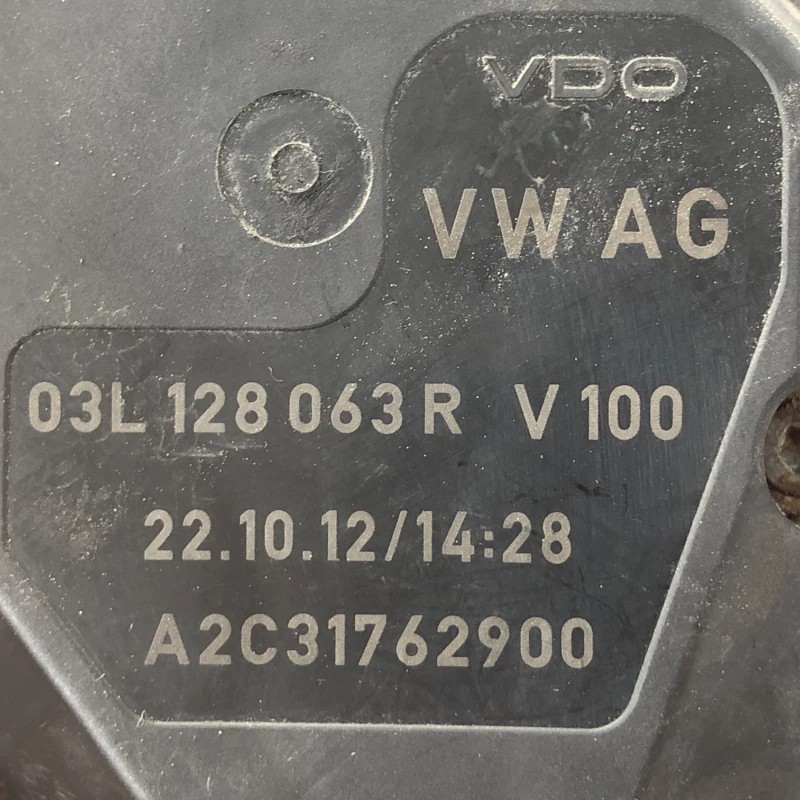 VDO
VW AG
03L 128 063 R V 100
22.10.12/14:28
A2C31762900